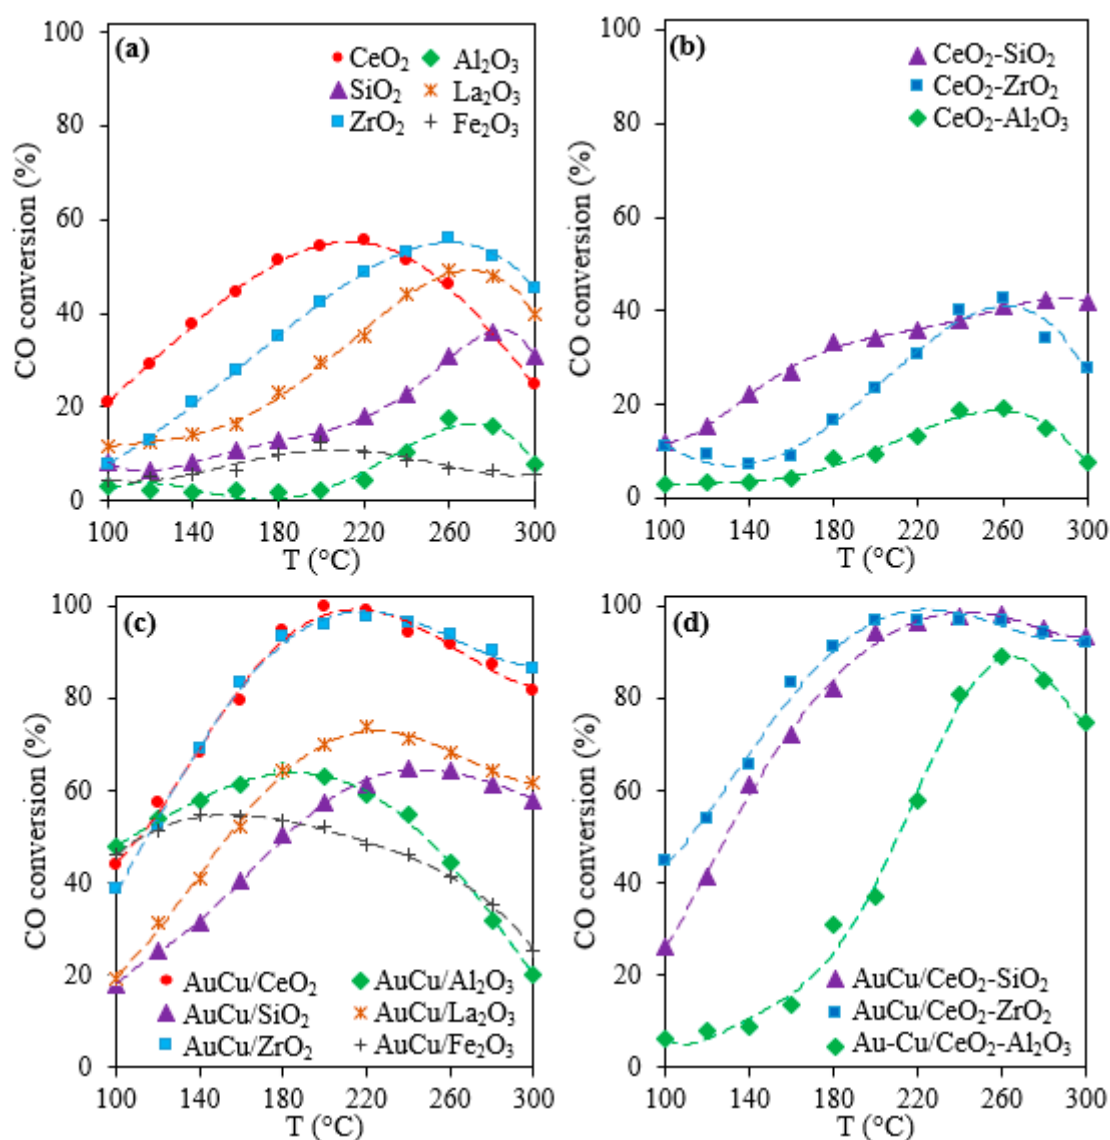 (a)
CeO2 Al2O3
SiO2 La2O3
ZrO2 Fe2O3
CO conversion (%)
100
80
60
40
20
0
100 140 180 220 260 300
T (°C)
(b)
CeO2-SiO2
CeO2-ZrO2
CeO2-Al2O3
CO conversion (%)
100
80
60
40
20
0
100 140 180 220 260 300
T (°C)
(c)
CO conversion (%)
100
80
60
40
20
0
AuCu/CeO2 AuCu/Al2O3
AuCu/SiO2 AuCu/La2O3
AuCu/ZrO2 AuCu/Fe2O3
100 140 180 220 260 300
T (°C)
(d)
CO conversion (%)
100
80
60
40
20
0
AuCu/CeO2-SiO2
AuCu/CeO2-ZrO2
Au-Cu/CeO2-Al2O3
100 140 180 220 260 300
T (°C)